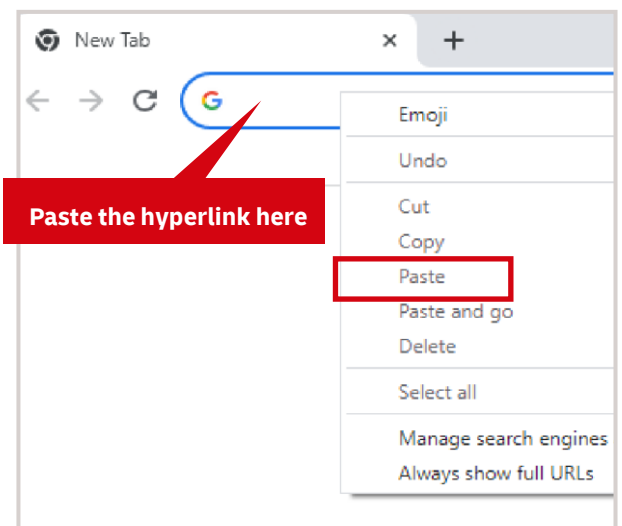 New Tab
Emoji
Undo
Paste the hyperlink here
Cut
Copy
Paste
Paste and go
Delete
Select all
Manage search engines
Always show full URLs